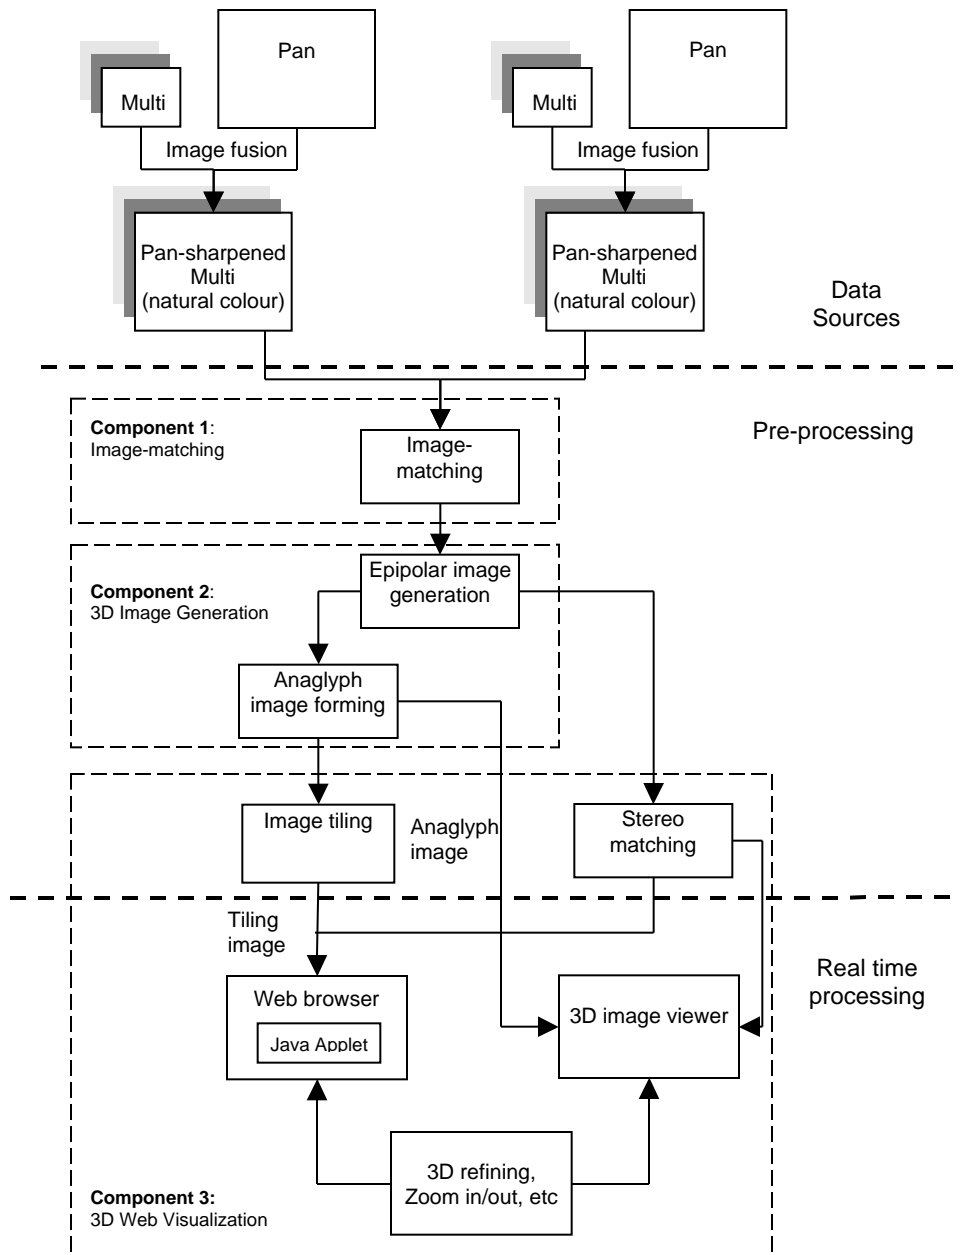 Pan
Multi
Image fusion
Pan
Multi
Image fusion
Pan-sharpened
Multi
(natural colour)
Pan-sharpened
Multi
(natural colour)
Data
Sources
Component 1:
Image-matching
Image-
matching
Pre-processing
Component 2:
3D Image Generation
Epipolar image
generation
Anaglyph
image forming
Image tiling
Anaglyph
image
Stereo
matching
Tiling
image
Real time
processing
Web browser
Java Applet
3D image viewer
3D refining,
Zoom in/out, etc
Component 3:
3D Web Visualization